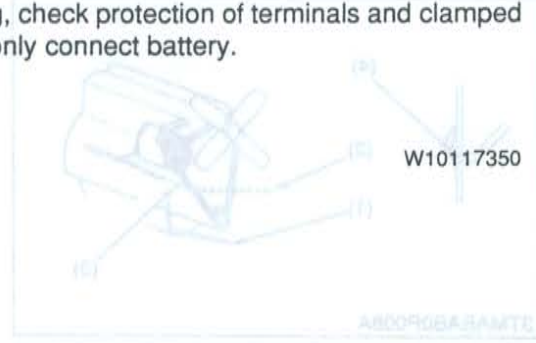 g, check protection of terminals and clamped
only connect battery.
W10117350